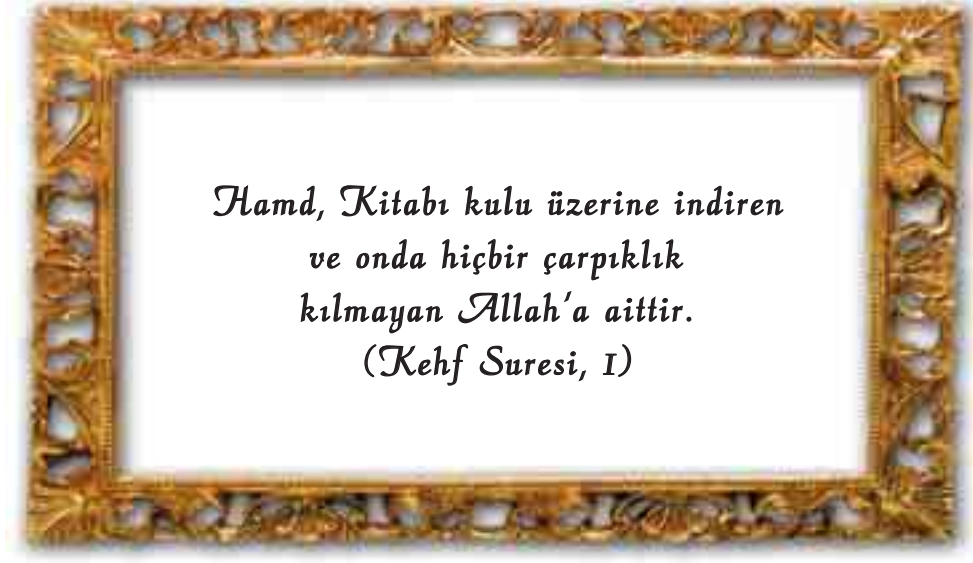 Hamd, Kitabı kulu üzerine indiren
ve onda hiçbir çarpıklık
kılmayan Allah'a aittir.
(Kehf Suresi, 1)